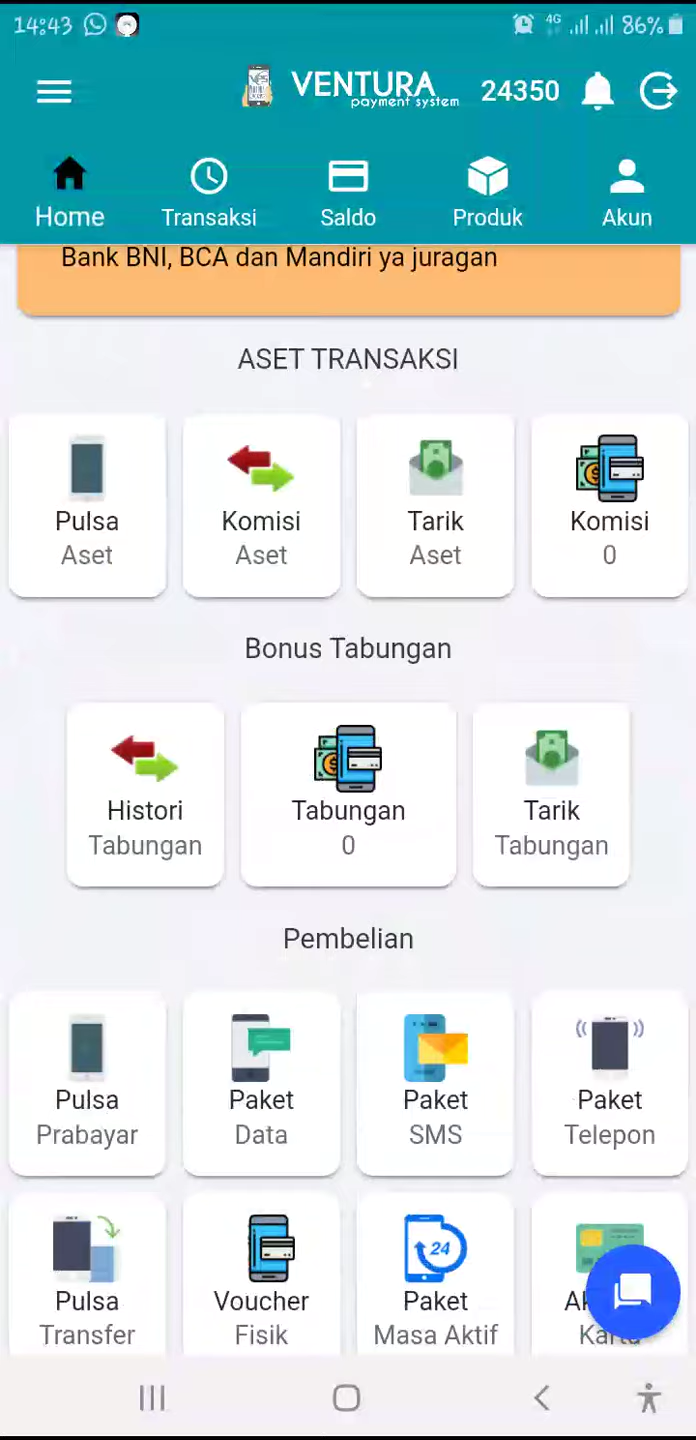 14:43 4G 86%
VENTURA 24350
payment system
Home Transaksi Saldo Produk Akun
Bank BNI, BCA dan Mandiri ya juragan
ASET TRANSAKSI
Pulsa Komisi Tarik Komisi
Aset Aset Aset 0
Bonus Tabungan
Histori Tabungan Tarik
Tabungan 0 Tabungan
Pembelian
Pulsa Paket Paket Paket
Prabayar Data SMS Telepon
24
Pulsa Voucher Paket
Transfer Fisik Masa Aktif Kartu